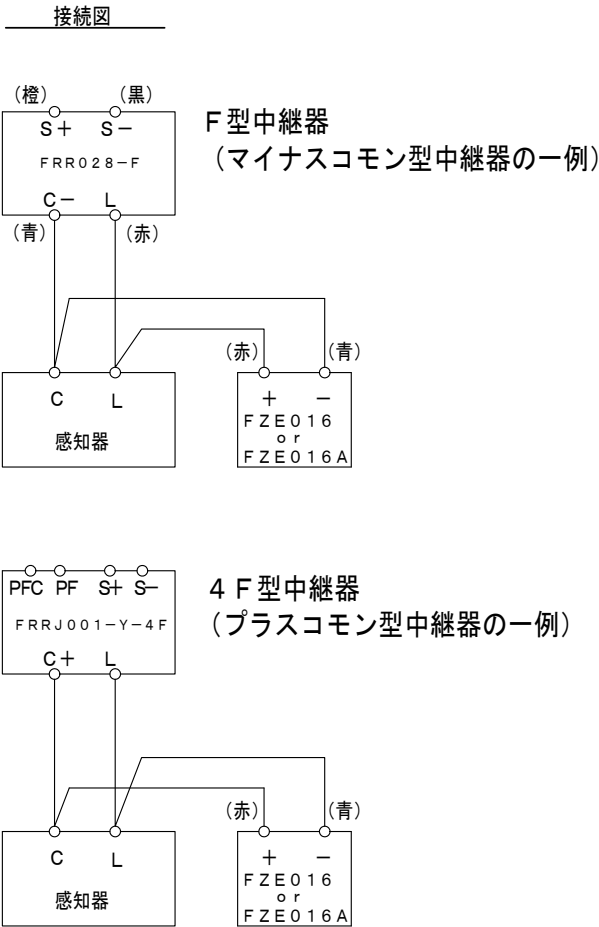 接続図
(橙) (黒)
S+ S−
FRR028−F
C− L
(青) (赤)
F型中継器
(マイナスコモン型中継器の一例)
(赤) (青)
C L
感知器
+ −
FZE016
or
FZE016A
PFC PF S+ S−
FRRJ001−Y−4F
C+ L
4F型中継器
(プラスコモン型中継器の一例)
(赤) (青)
C L
感知器
+ −
FZE016
or
FZE016A